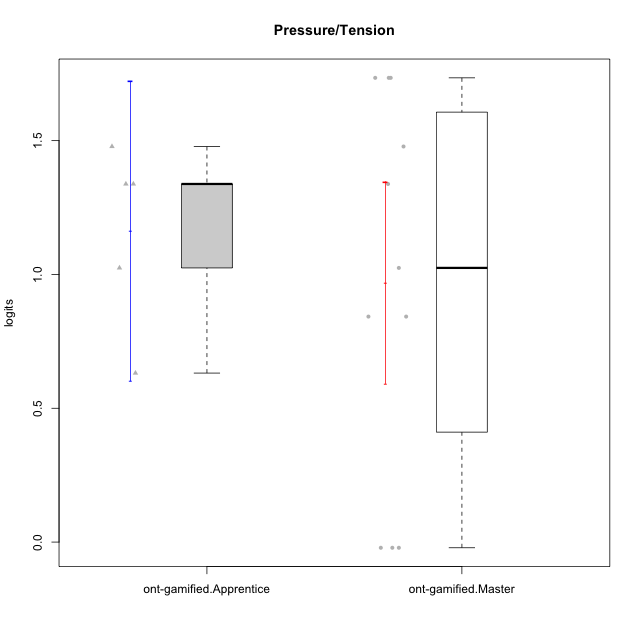 Pressure/Tension
logits
1.5
1.0
0.5
0.0
ont-gamified.Apprentice
ont-gamified.Master